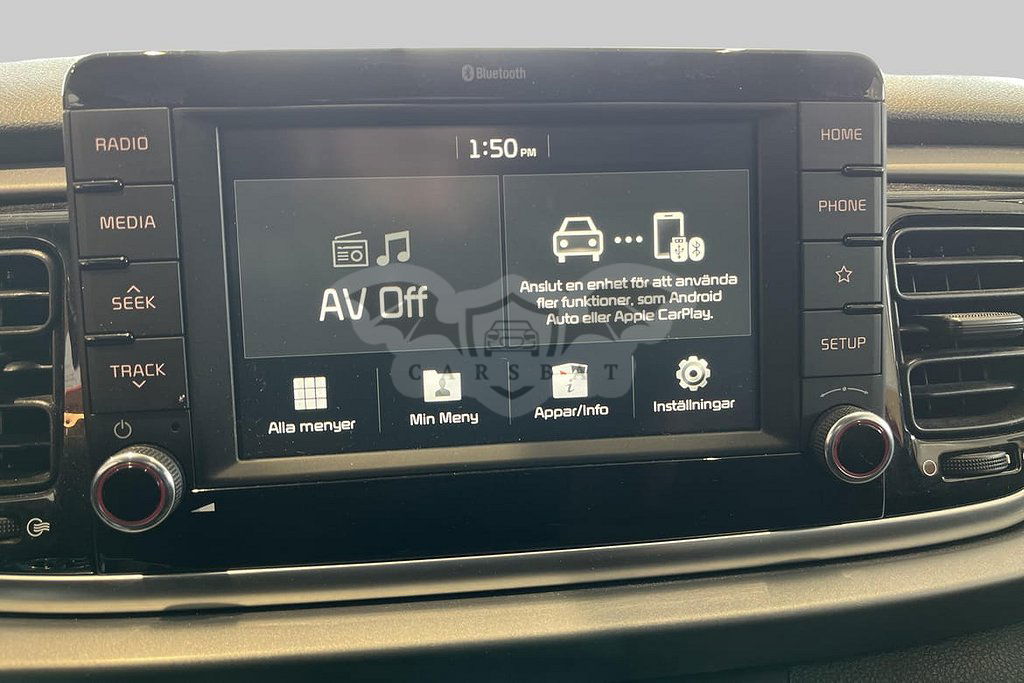 Bluetooth
RADIO
MEDIA
SEEK
TRACK
1:50 PM
AV Off
Anslut en enhet för att använda
fler funktioner, som Android
Auto eller Apple CarPlay.
CARSBAT
Alla menyer
Min Meny
Appar/Info
Inställningar
HOME
PHONE
SETUP